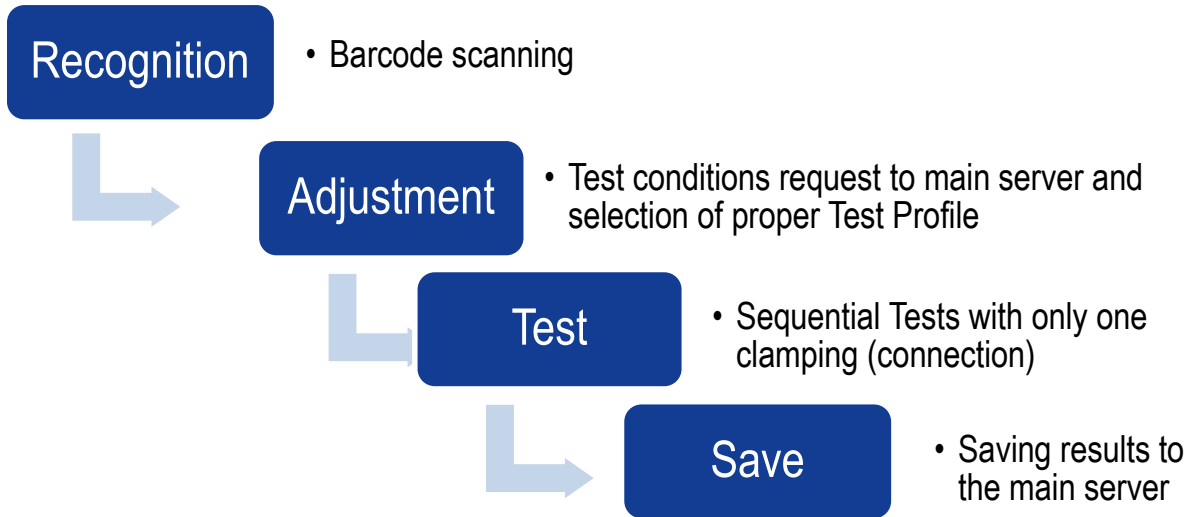 Recognition
• Barcode scanning
Adjustment
• Test conditions request to main server and
selection of proper Test Profile
Test
• Sequential Tests with only one
clamping (connection)
Save
• Saving results to
the main server